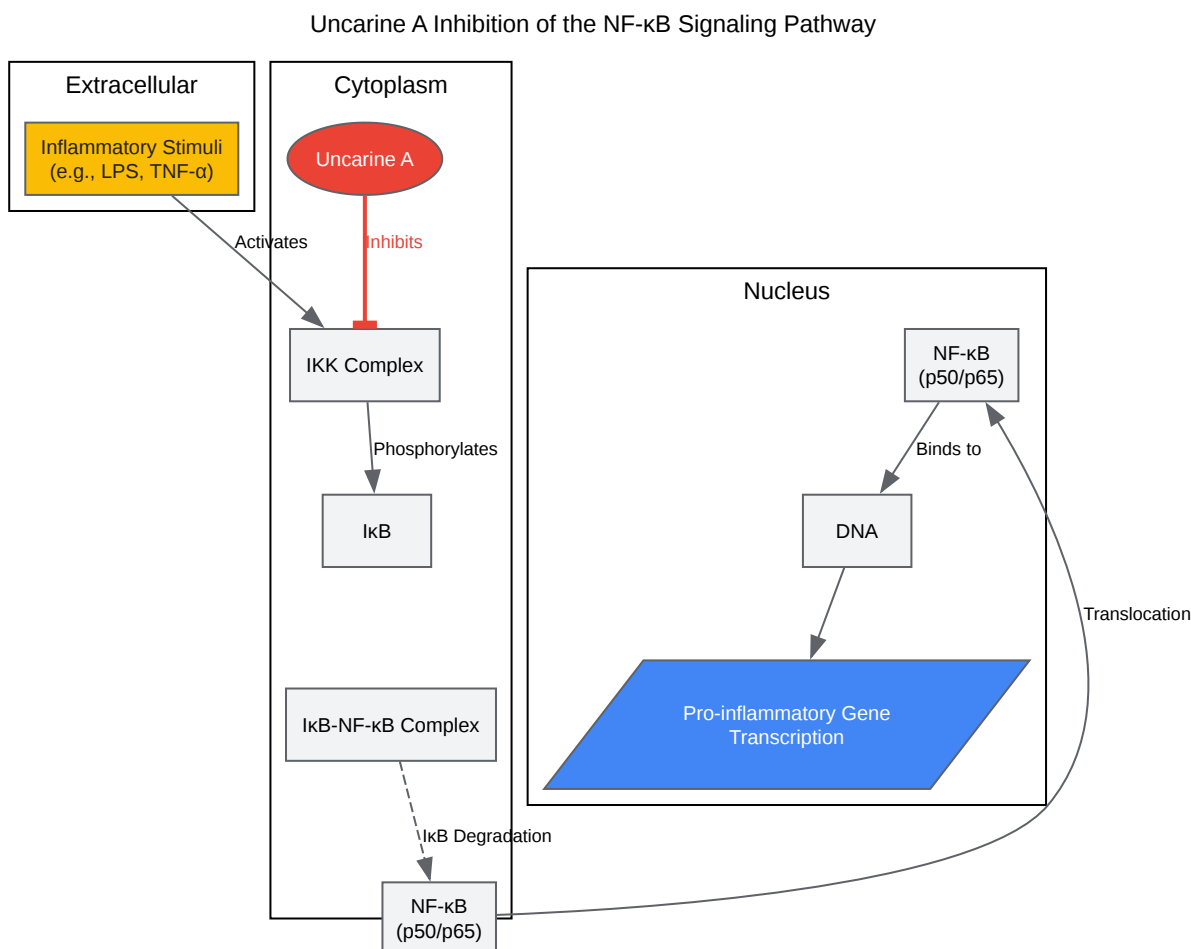 Uncarine A Inhibition of the NF-κB Signaling Pathway
Extracellular
Inflammatory Stimuli
(e.g., LPS, TNF-α)
Activates
Cytoplasm
Uncarine A
Inhibits
IKK Complex
Phosphorylates
IκB
IκB-NF-κB Complex
IκB Degradation
NF-κB
(p50/p65)
Nucleus
NF-κB
(p50/p65)
Binds to
DNA
Translocation
Pro-inflammatory Gene
Transcription